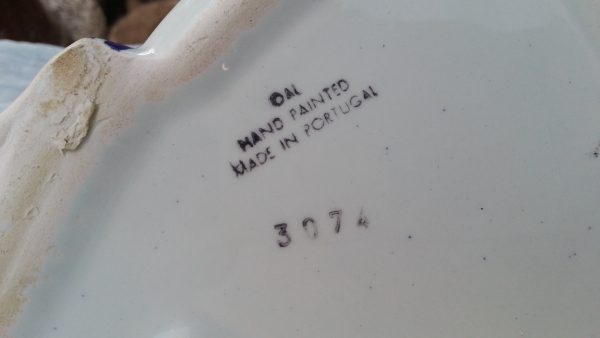 OAL
HAND PAINTED
MADE IN PORTUGAL
3074